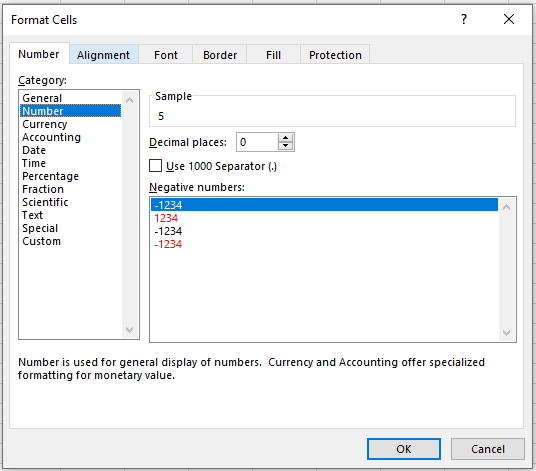 Format Cells
?
Number Alignment Font Border Fill Protection
Category:
General
Number
Currency
Accounting
Date
Time
Percentage
Fraction
Scientific
Text
Special
Custom
Sample
5
Decimal places: 0
Use 1000 Separator (.)
Negative numbers:
-1234
1234
-1234
-1234
Number is used for general display of numbers.  Currency and Accounting offer specialized
formatting for monetary value.
OK Cancel